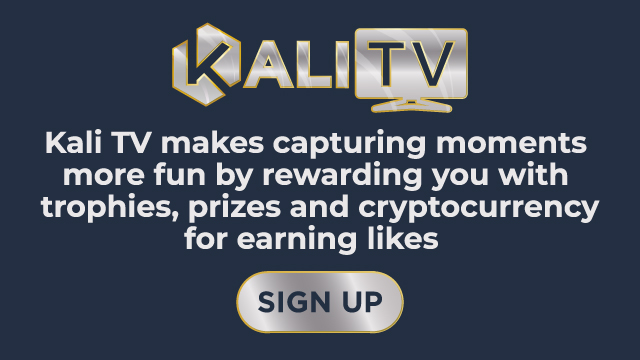 KALI TV
Kali TV makes capturing moments
more fun by rewarding you with
trophies, prizes and cryptocurrency
for earning likes
SIGN UP